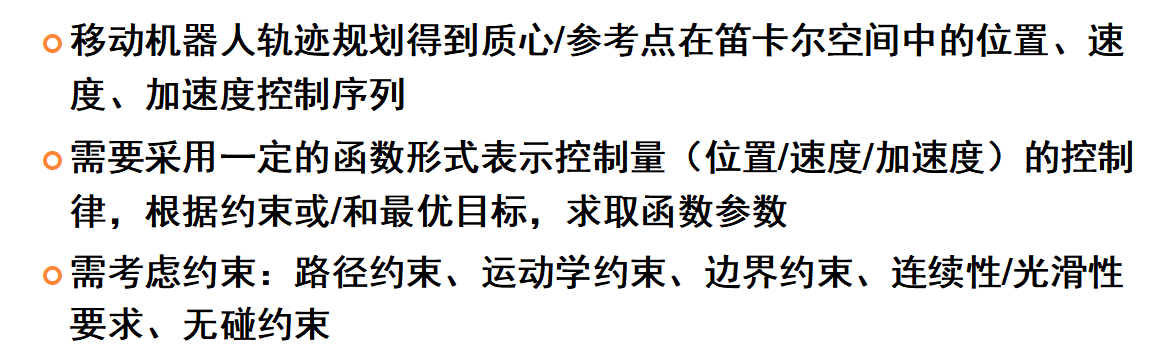 移动机器人轨迹规划得到质心/参考点在笛卡尔空间中的位置、速
度、加速度控制序列
需要采用一定的函数形式表示控制量（位置/速度/加速度）的控制
律，根据约束或/和最优目标，求取函数参数
需考虑约束：路径约束、运动学约束、边界约束、连续性/光滑性
要求、无碰约束